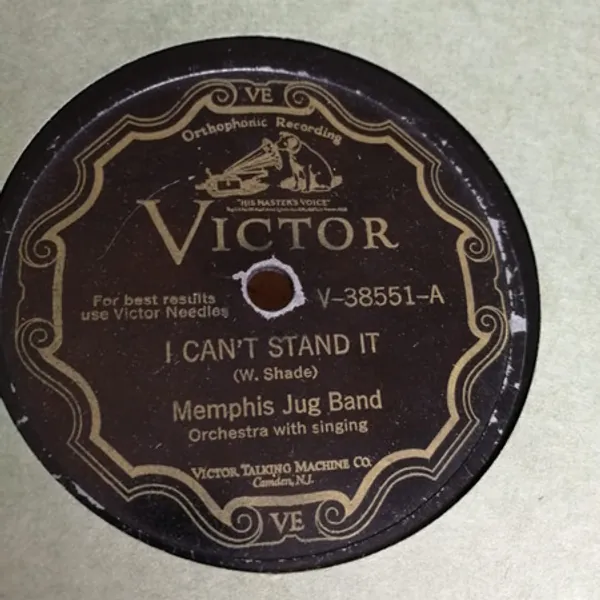 VE
Orthophonic Recording
"HIS MASTER'S VOICE"
VICTOR
For best results
use Victor Needles
V-38551-A
I CAN'T STAND IT
(W. Shade)
Memphis Jug Band
Orchestra with singing
VICTOR TALKING MACHINE CO.
Camden, N.J.
VE